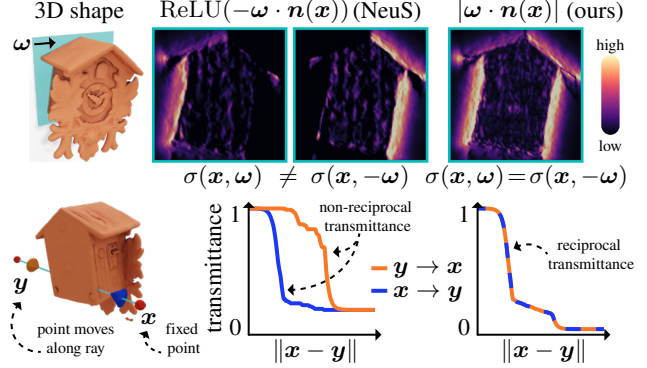 3D shape
ReLU(−ω · n(x)) (NeuS)
|ω · n(x)| (ours)
ω
high
low
σ(x, ω) ≠ σ(x, −ω)
σ(x, ω) = σ(x, −ω)
transmittance
1
0
non-reciprocal
transmittance
y → x
x → y
1
0
reciprocal
transmittance
y
x
point moves
along ray
fixed
point
‖x − y‖
‖x − y‖